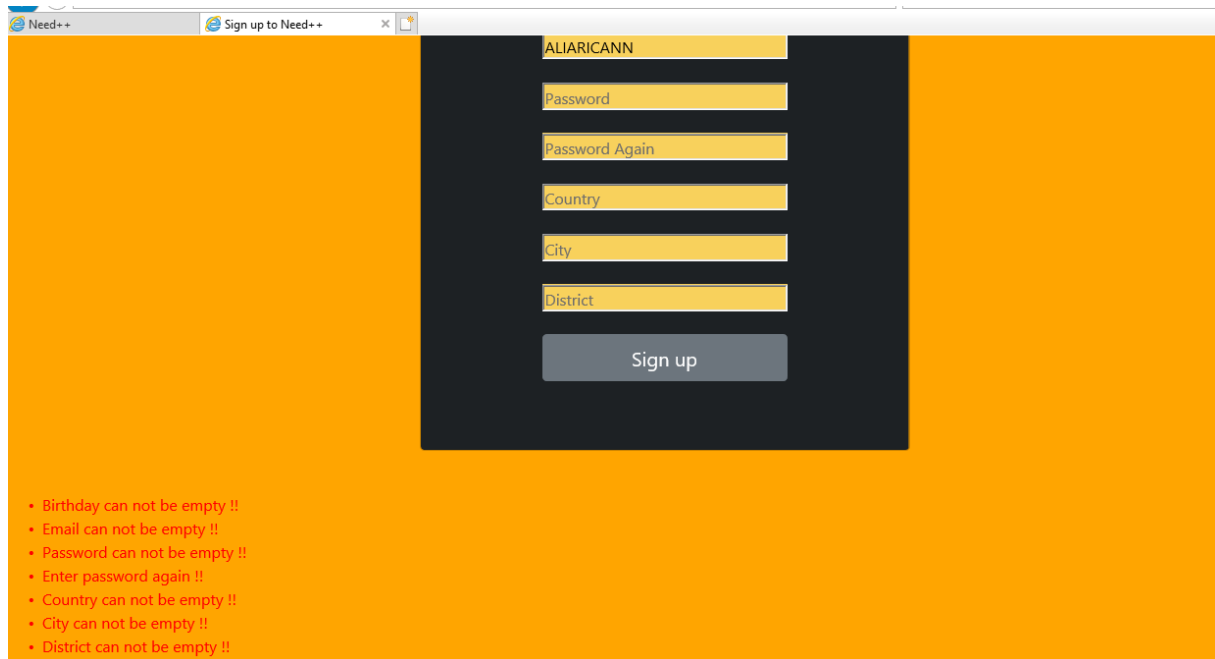 Need++
Sign up to Need++
ALIARICANN
Password
Password Again
Country
City
District
Sign up
• Birthday can not be empty !!
• Email can not be empty !!
• Password can not be empty !!
• Enter password again !!
• Country can not be empty !!
• City can not be empty !!
• District can not be empty !!